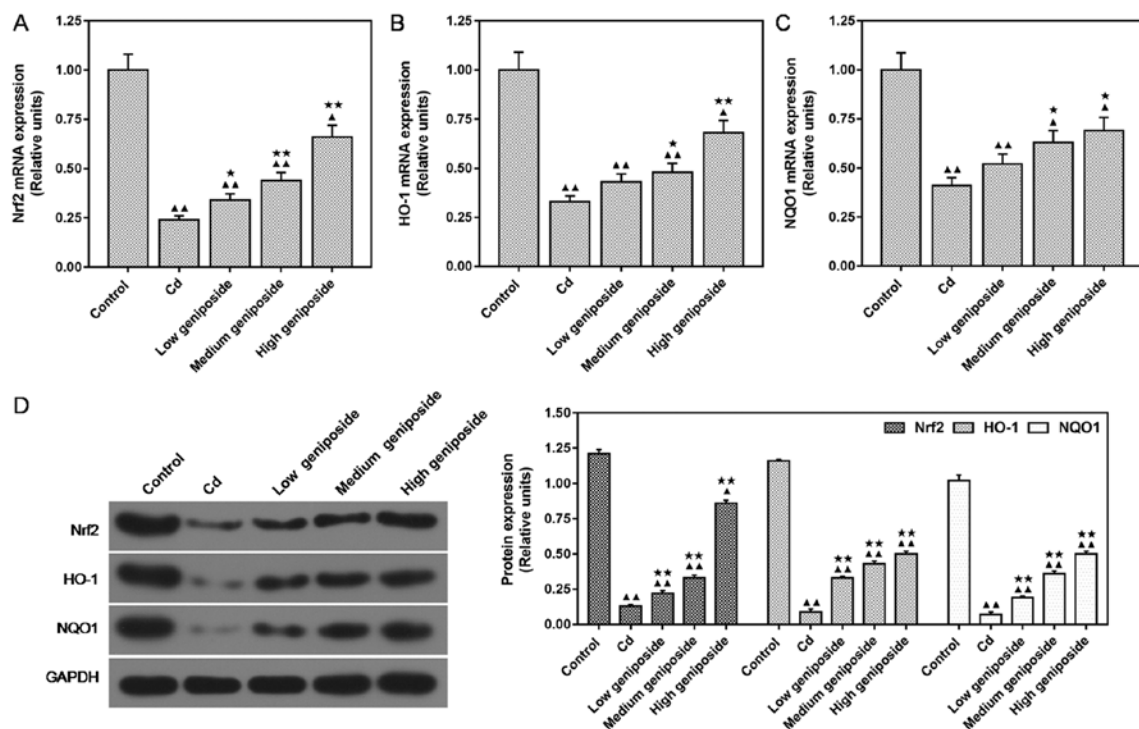 A
Nrf2 mRNA expression
(Relative units)
1.25
1.00
0.75
0.50
0.25
0.00
▲▲
★
▲▲
★★
▲▲
★★
▲
Control
Cd
Low geniposide
Medium geniposide
High geniposide
B
HO-1 mRNA expression
(Relative units)
1.25
1.00
0.75
0.50
0.25
0.00
▲▲
▲▲
★
▲▲
★★
▲
Control
Cd
Low geniposide
Medium geniposide
High geniposide
C
NQO1 mRNA expression
(Relative units)
1.25
1.00
0.75
0.50
0.25
0.00
▲▲
▲▲
★
▲
★
▲
Control
Cd
Low geniposide
Medium geniposide
High geniposide
D
Control
Cd
Low geniposide
Medium geniposide
High geniposide
Nrf2
HO-1
NQO1
GAPDH
Protein expression
(Relative units)
1.50
1.25
1.00
0.75
0.50
0.25
0.00
Nrf2 HO-1 NQO1
▲▲
★★
▲▲
★★
▲▲
★★
▲
▲▲
★★
▲▲
★★
▲▲
★★
▲▲
▲▲
★★
▲▲
★★
▲▲
★★
▲▲
Control
Cd
Low geniposide
Medium geniposide
High geniposide
Control
Cd
Low geniposide
Medium geniposide
High geniposide
Control
Cd
Low geniposide
Medium geniposide
High geniposide